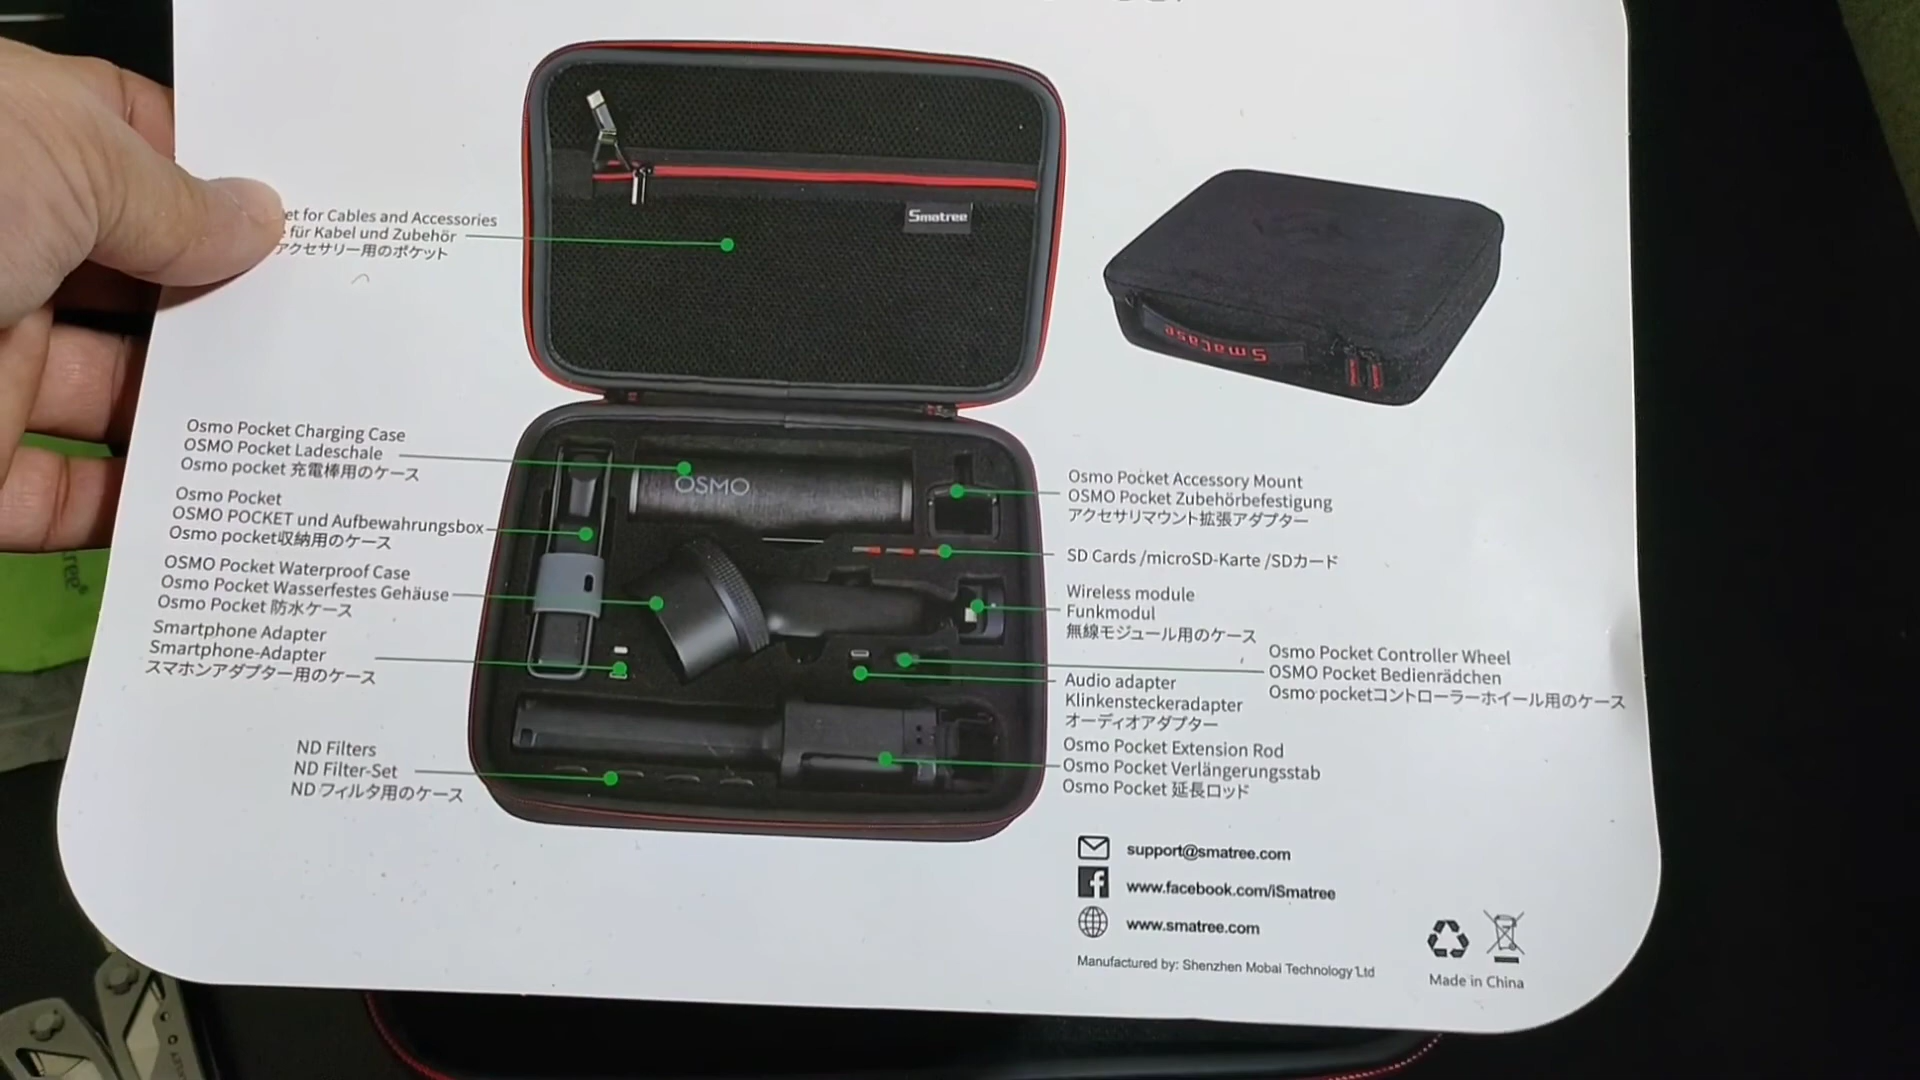 for Cables and Accessories
für Kabel und Zubehör
アクセサリー用のポケット
Smatree
SmaCase
Osmo Pocket Charging Case
OSMO Pocket Ladeschale
Osmo pocket 充電棒用のケース
OSMO
Osmo Pocket
OSMO POCKET und Aufbewahrungsbox
Osmo pocket収納用のケース
OSMO Pocket Waterproof Case
Osmo Pocket Wasserfestes Gehäuse
Osmo Pocket 防水ケース
Smartphone Adapter
Smartphone-Adapter
スマホンアダプター用のケース
ND Filters
ND Filter-Set
ND フィルタ用のケース
Osmo Pocket Accessory Mount
OSMO Pocket Zubehörbefestigung
アクセサリマウント拡張アダプター
SD Cards /microSD-Karte /SDカード
Wireless module
Funkmodul
無線モジュール用のケース
Osmo Pocket Controller Wheel
OSMO Pocket Bedienrädchen
Osmo pocketコントローラーホイール用のケース
Audio adapter
Klinkensteckeradapter
オーディオアダプター
Osmo Pocket Extension Rod
Osmo Pocket Verlängerungsstab
Osmo Pocket 延長ロッド
support@smatree.com
www.facebook.com/iSmatree
www.smatree.com
Manufactured by: Shenzhen Mobai Technology Ltd
Made in China